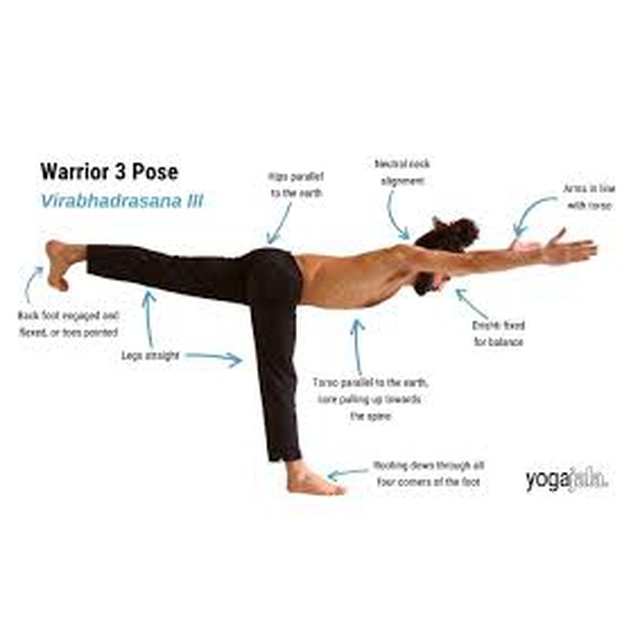 Warrior 3 Pose
Virabhadrasana III
Hips parallel
to the earth
Neutral neck
alignment
Arms in line
with torso
Back foot engaged and
flexed, or toes pointed
Legs straight
Drishti fixed
for balance
Torso parallel to the earth,
core pulling up towards
the spine
Rooting down through all
four corners of the foot
yogajala.